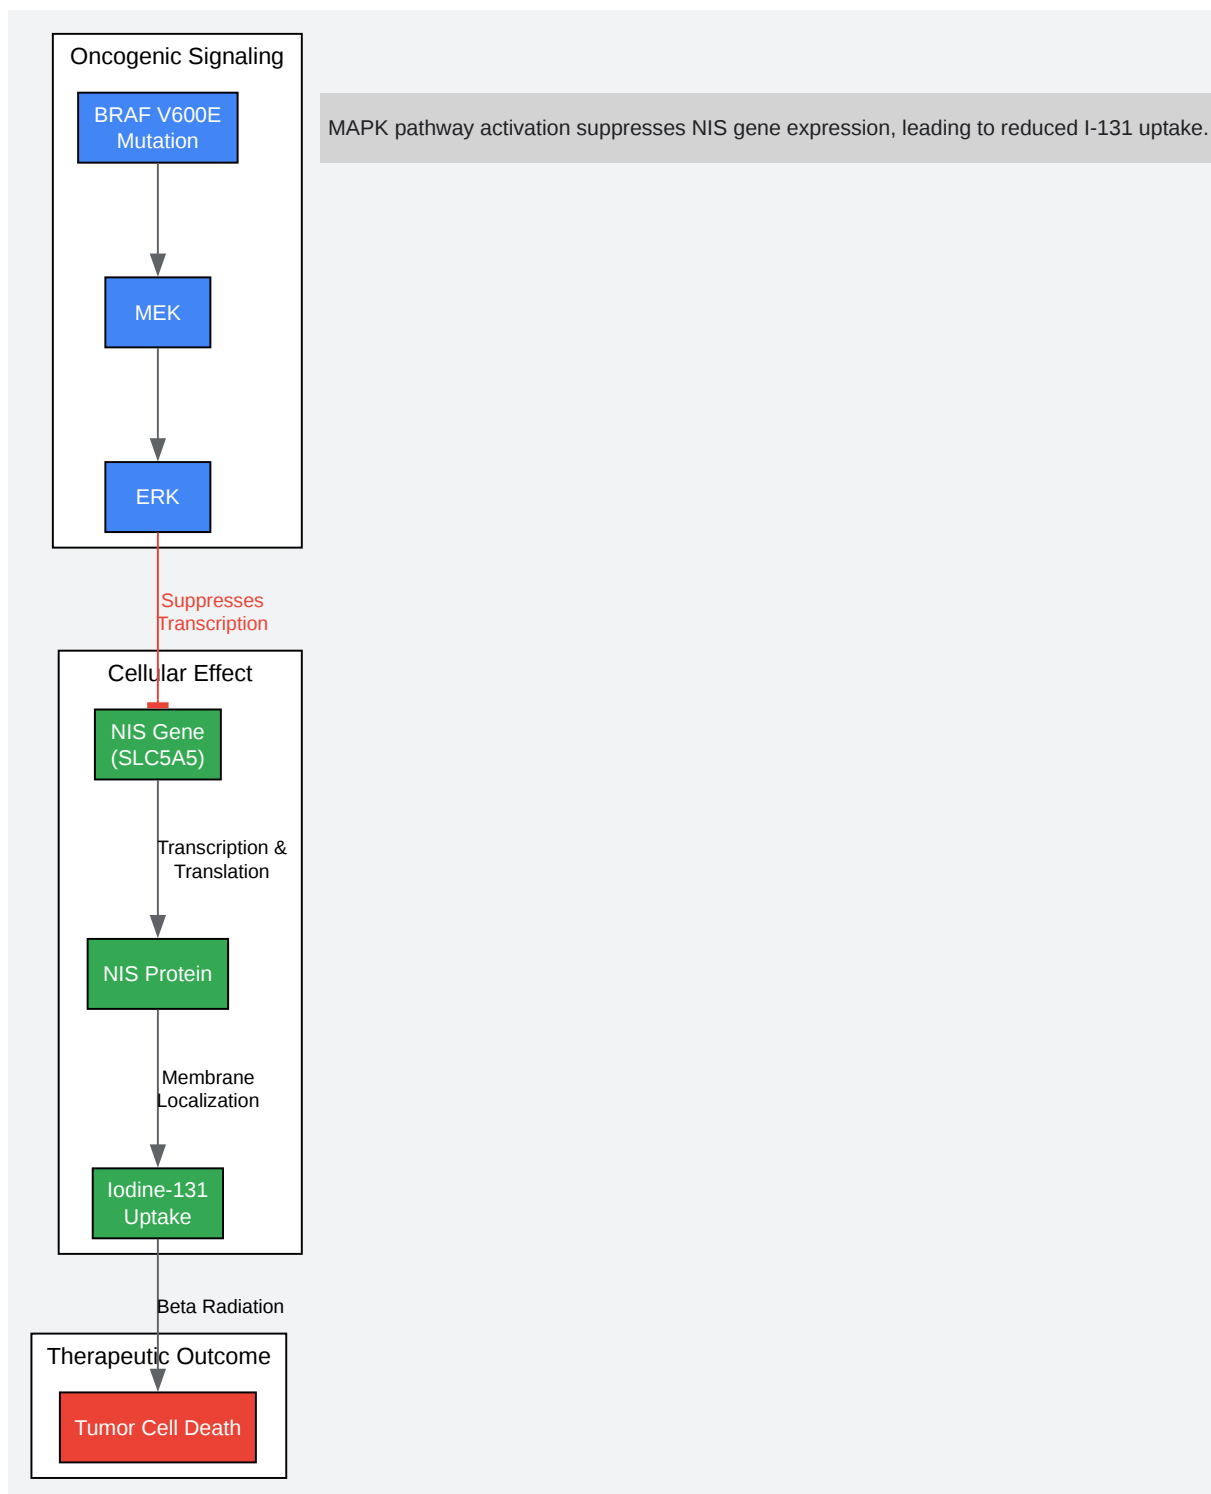 Oncogenic Signaling
BRAF V600E
Mutation
MAPK pathway activation suppresses NIS gene expression, leading to reduced I-131 uptake.
MEK
ERK
Suppresses
Transcription
Cellular Effect
NIS Gene
(SLC5A5)
Transcription &
Translation
NIS Protein
Membrane
Localization
Iodine-131
Uptake
Beta Radiation
Therapeutic Outcome
Tumor Cell Death